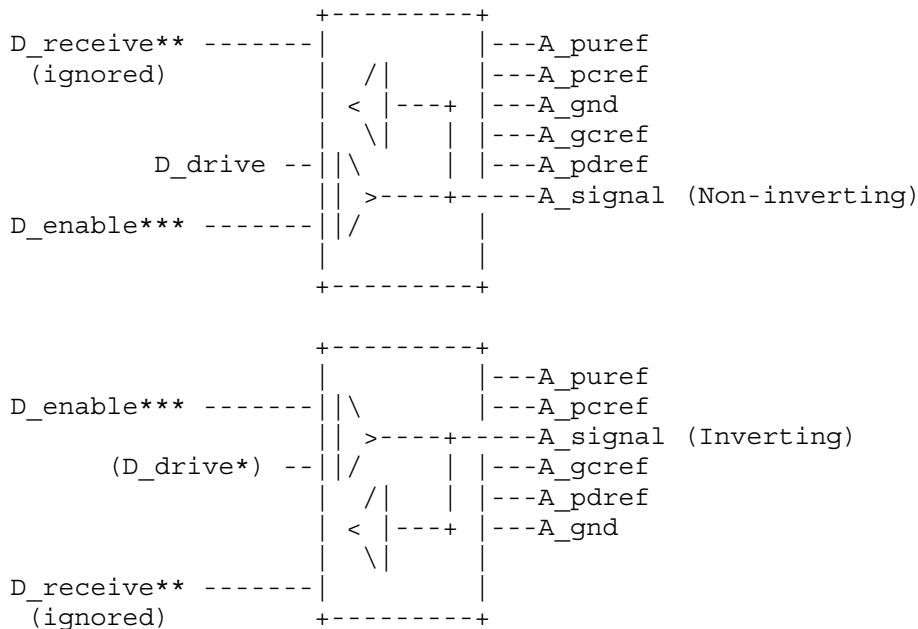 +---------+
D_receive** -------|         |---A_puref
 (ignored)          |   /|    |---A_pcref
                    | <  |---+ |---A_gnd
                    |   \|   | |---A_gcref
         D_drive --||\       | |---A_pdref
                   || >----+-----A_signal (Non-inverting)
D_enable*** -------||/        |
                    |         |
                    +---------+
                    +---------+
                    |         |---A_puref
D_enable*** -------||\        |---A_pcref
                   || >----+-----A_signal (Inverting)
      (D_drive*) --||/     | |---A_gcref
                    |   /|   | |---A_pdref
                    | <  |---+ |---A_gnd
                    |   \|     |
D_receive** -------|         |
 (ignored)          +---------+